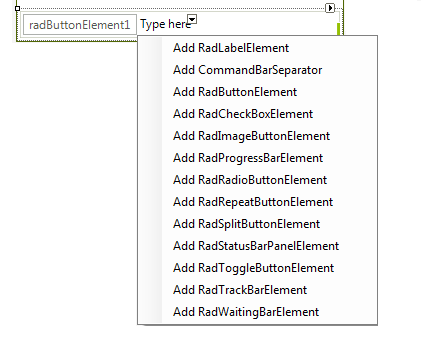 radButtonElement1 Type here
Add RadLabelElement
Add CommandBarSeparator
Add RadButtonElement
Add RadCheckBoxElement
Add RadImageButtonElement
Add RadProgressBarElement
Add RadRadioButtonElement
Add RadRepeatButtonElement
Add RadSplitButtonElement
Add RadStatusBarPanelElement
Add RadToggleButtonElement
Add RadTrackBarElement
Add RadWaitingBarElement